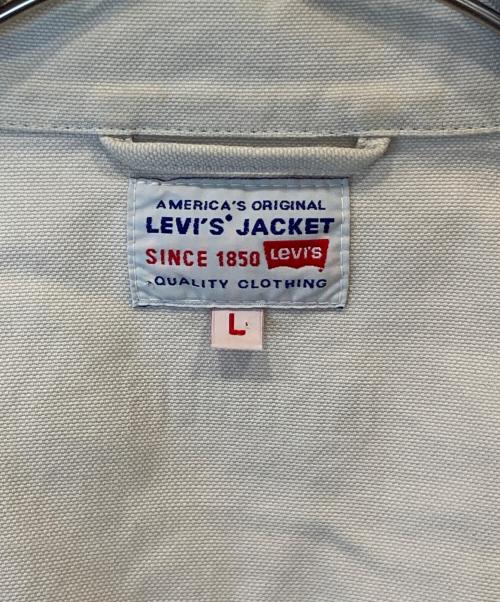 AMERICA'S ORIGINAL
LEVI'S® JACKET
SINCE 1850 Levi's
QUALITY CLOTHING
L